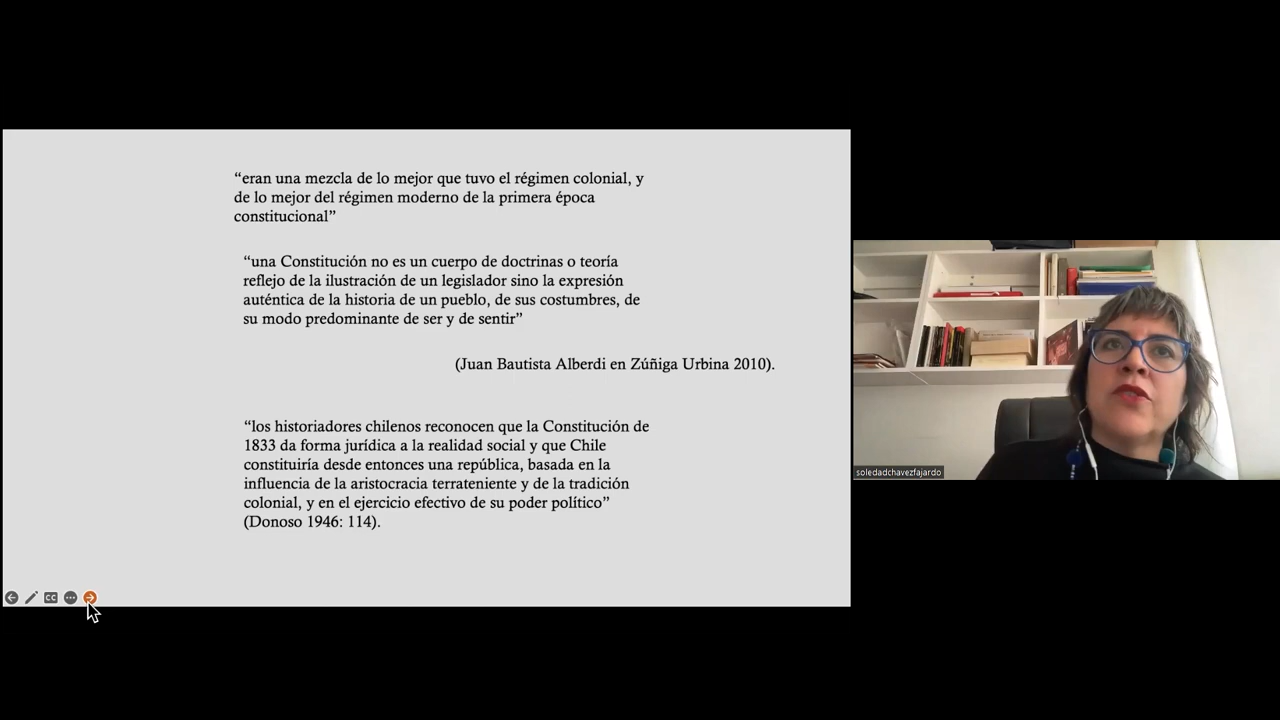 “eran una mezcla de lo mejor que tuvo el régimen colonial, y
de lo mejor del régimen moderno de la primera época
constitucional”
“una Constitución no es un cuerpo de doctrinas o teoría
reflejo de la ilustración de un legislador sino la expresión
auténtica de la historia de un pueblo, de sus costumbres, de
su modo predominante de ser y de sentir”
(Juan Bautista Alberdi en Zúñiga Urbina 2010).
“los historiadores chilenos reconocen que la Constitución de
1833 da forma jurídica a la realidad social y que Chile
constituiría desde entonces una república, basada en la
influencia de la aristocracia terrateniente y de la tradición
colonial, y en el ejercicio efectivo de su poder político”
(Donoso 1946: 114).
CC
soledadchavezfajardo